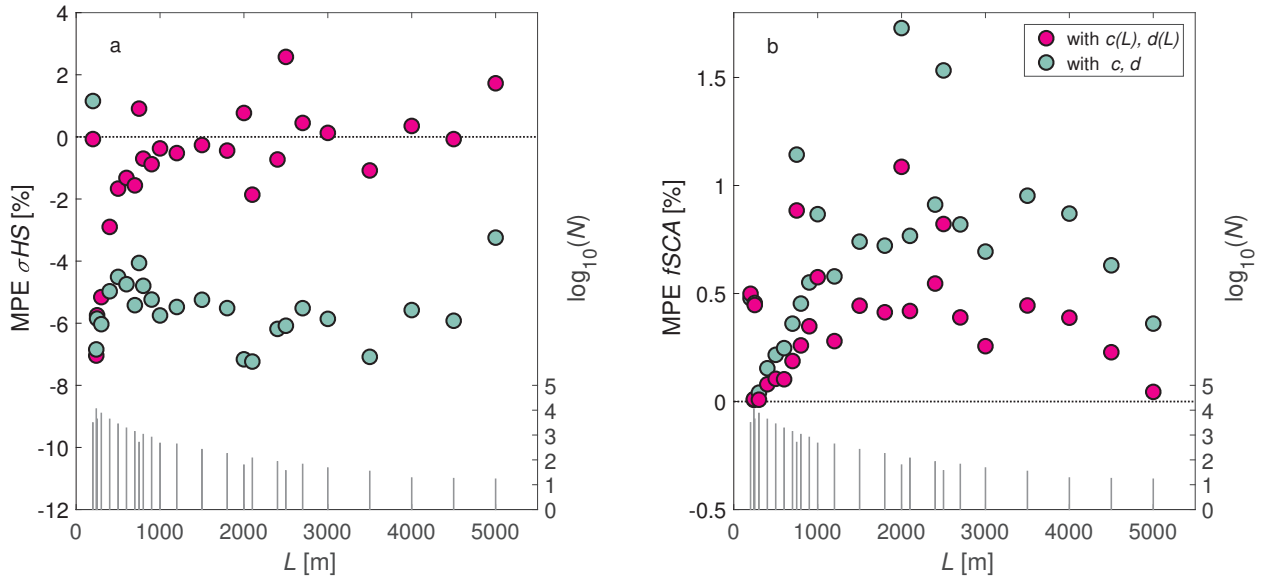 4
2
0
-2
-4
-6
-8
-10
-12
MPE σHS [%]
a
0 1000 2000 3000 4000 5000
L [m]
5
4
3
2
1
0
log10(N)
1.5
1
0.5
0
-0.5
MPE fSCA [%]
b
with c(L), d(L)
with c, d
0 1000 2000 3000 4000 5000
L [m]
5
4
3
2
1
0
log10(N)